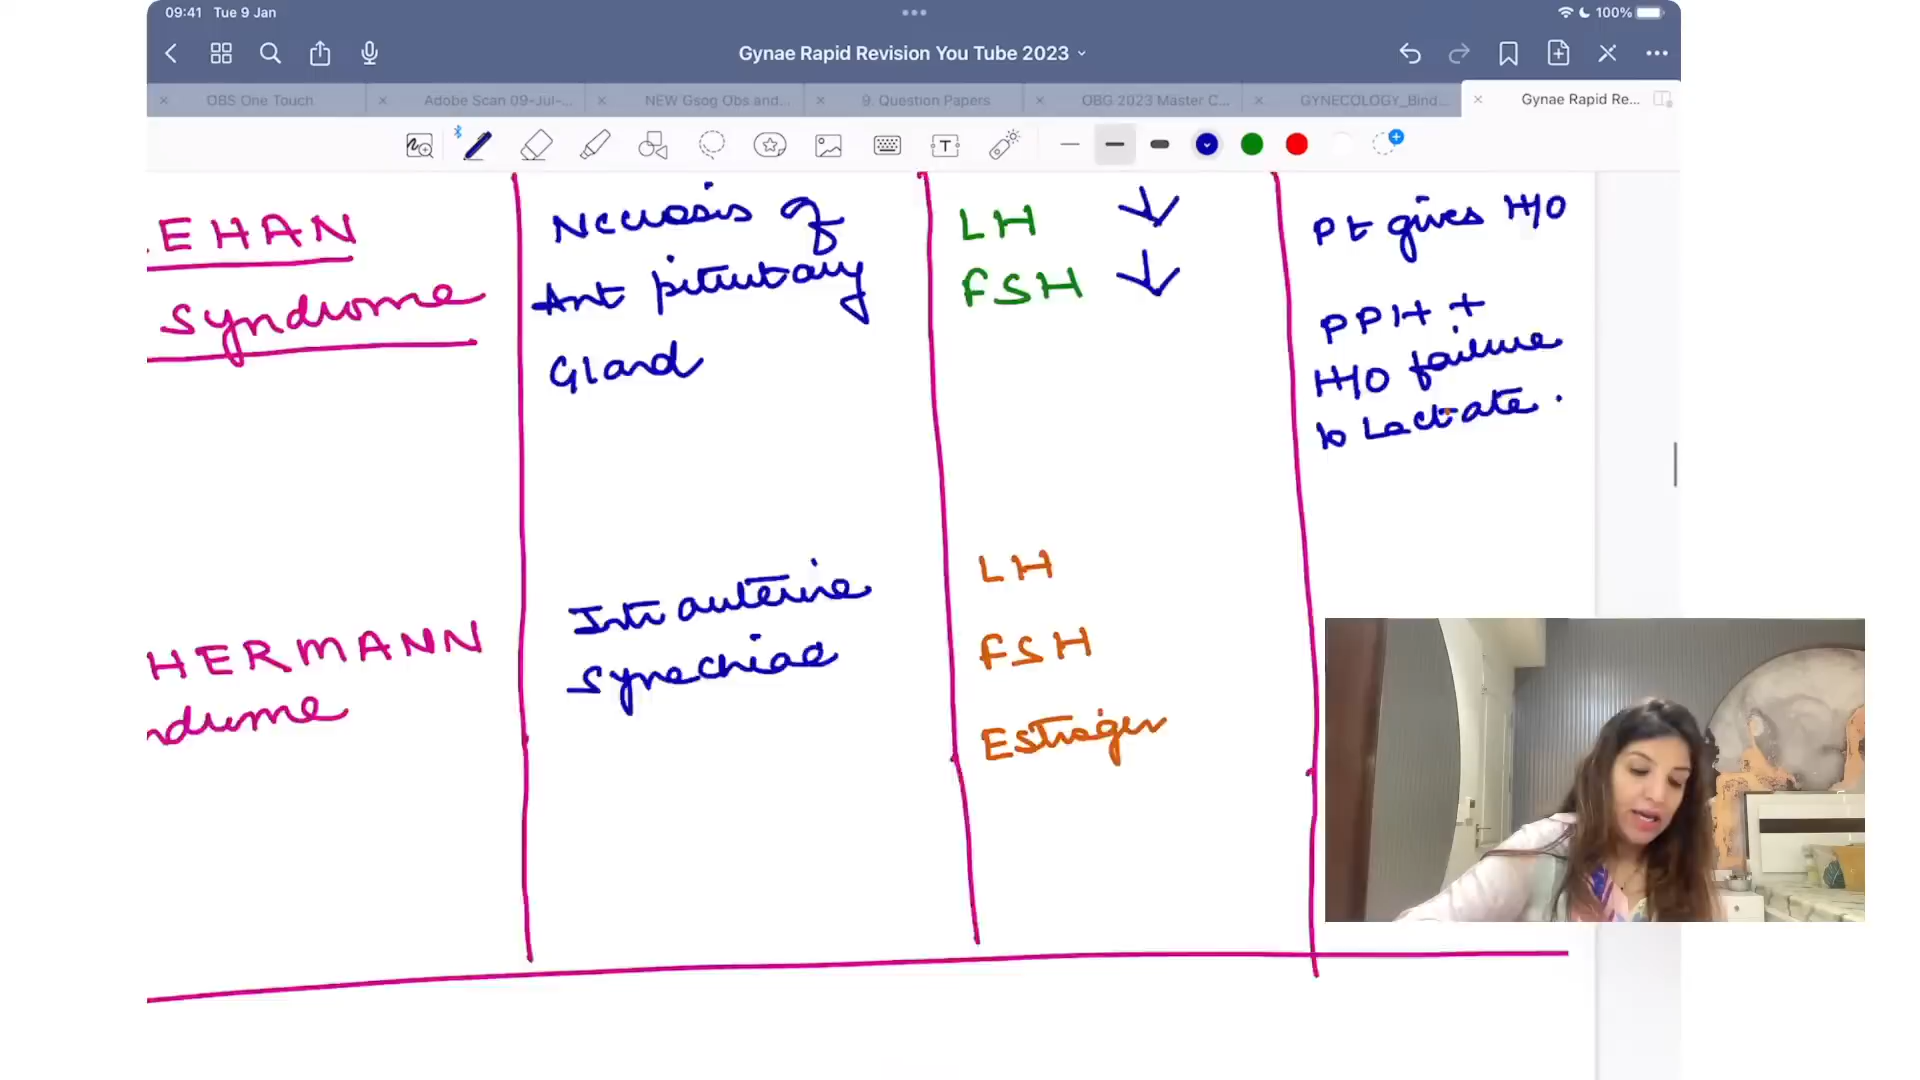 09:41 Tue 9 Jan
100%
Gynae Rapid Revision You Tube 2023
OBS One Touch
Adobe Scan 09-Jul-...
NEW Gsog Obs and...
9. Question Papers
OBG 2023 Master C...
GYNECOLOGY_Bind...
Gynae Rapid Re...
EHAN
Syndrome
Necrosis of
Ant pituitary
Gland
LH ↓
FSH ↓
Pt gives H/O
PPH +
H/O failure
to Lactate.
HERMANN
ndrome
Intrauterine
Synechiae
LH
FSH
Estrogen